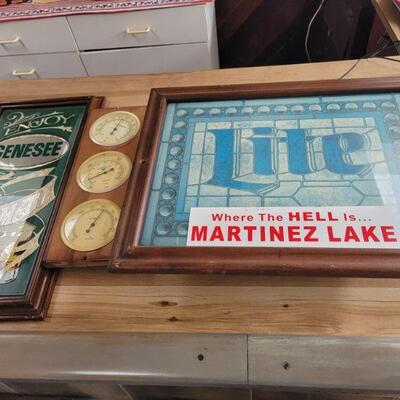 ENJOY
GENESEE
Lite
Where The HELL Is...
MARTINEZ LAKE